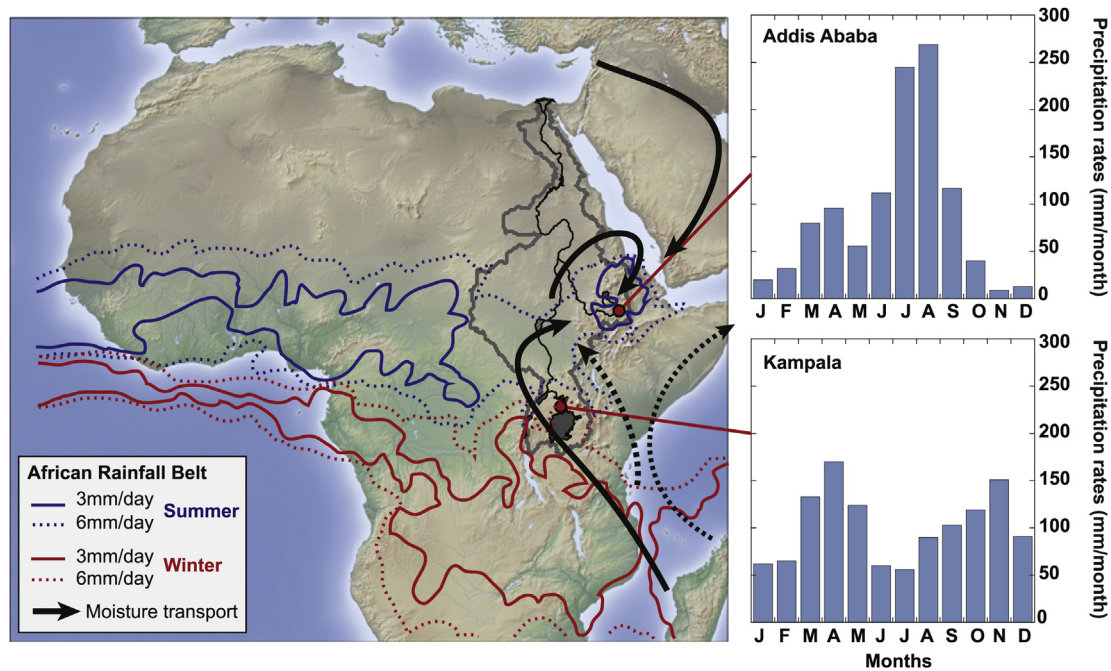 African Rainfall Belt
3mm/day
6mm/day
Summer
3mm/day
6mm/day
Winter
Moisture transport
Addis Ababa
300
250
200
150
100
50
0
Precipitation rates (mm/month)
J F M A M J J A S O N D
Kampala
300
250
200
150
100
50
0
Precipitation rates (mm/month)
J F M A M J J A S O N D
Months